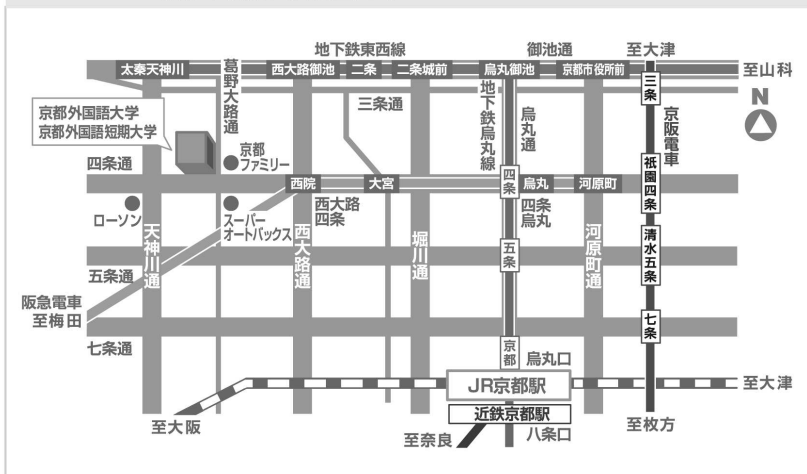 地下鉄東西線
御池通
至大津
太秦天神川
葛野大路通
西大路御池
二条
二条城前
烏丸御池
京都市役所前
至山科
三条
三条通
地下鉄烏丸線
烏丸通
京阪電車
N
京都外国語大学
京都外国語短期大学
京都
ファミリー
四条通
西院
大宮
四条
烏丸
河原町
祇園四条
ローソン
スーパー
オートバックス
西大路
四条
四条
烏丸
天神川通
西大路通
堀川通
五条
河原町通
清水五条
五条通
阪急電車
至梅田
七条通
七条
京都
烏丸口
JR京都駅
至大津
近鉄京都駅
至大阪
至奈良
八条口
至枚方